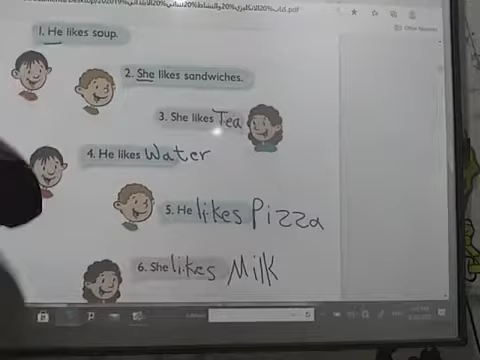 1. He likes soup.
2. She likes sandwiches.
3. She likes Tea
4. He likes Water
5. He likes Pizza
6. She likes Milk